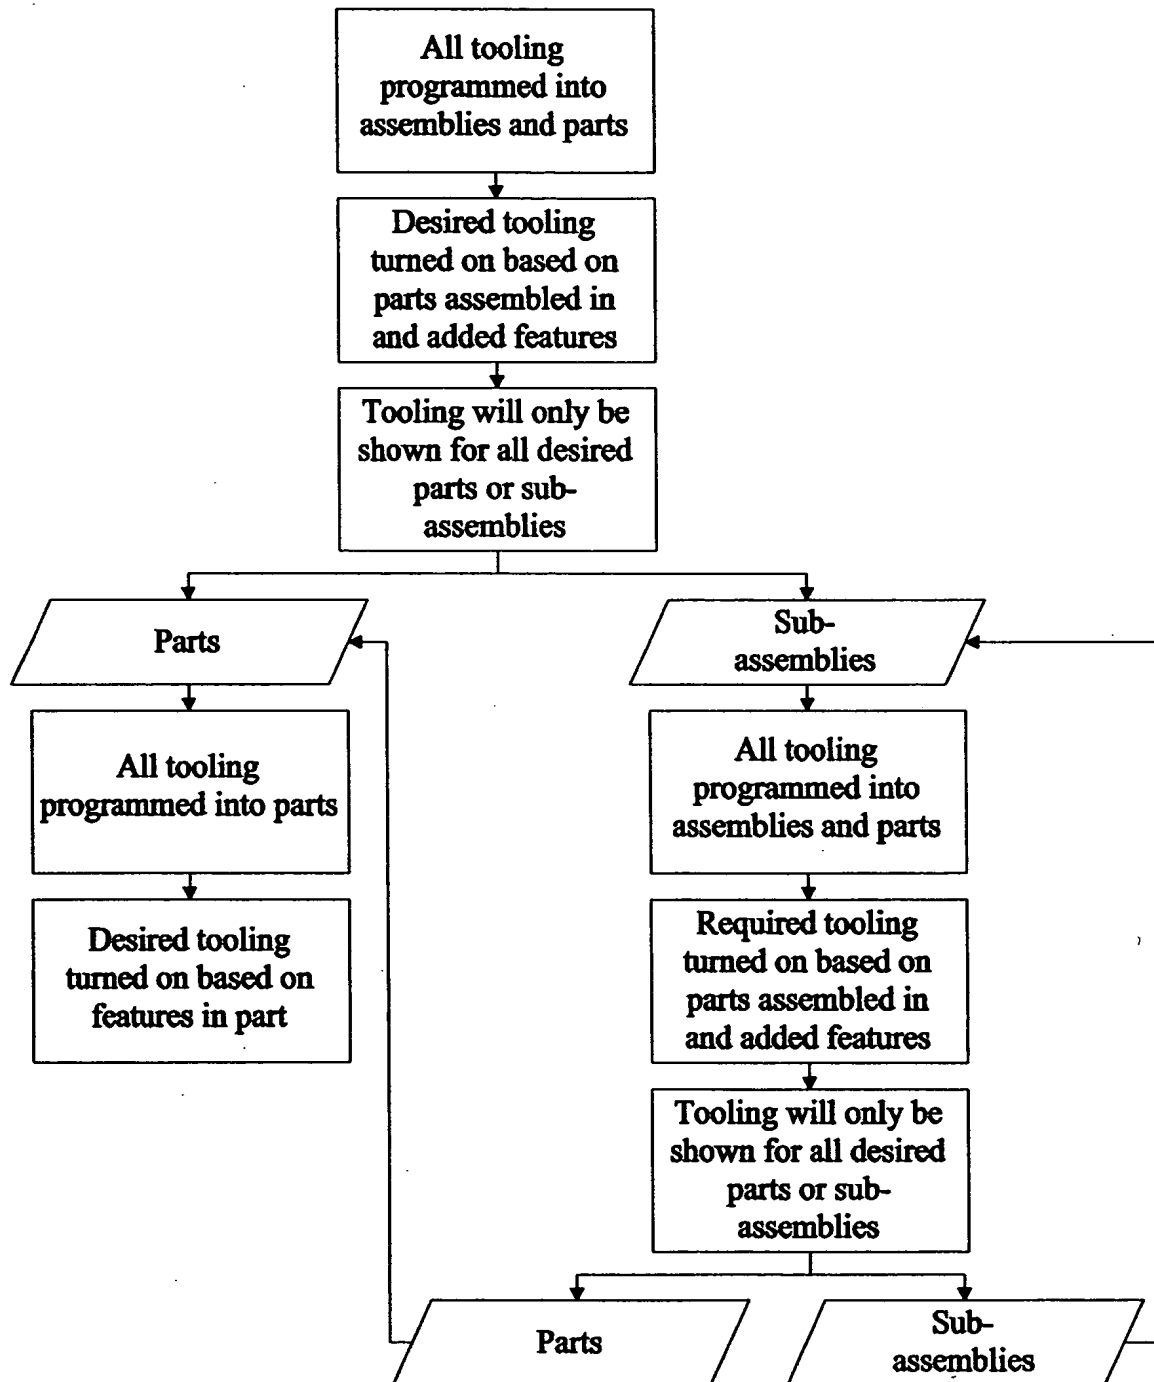 All tooling
programmed into
assemblies and parts
Desired tooling
turned on based on
parts assembled in
and added features
Tooling will only be
shown for all desired
parts or sub-
assemblies
Parts
Sub-
assemblies
All tooling
programmed into parts
All tooling
programmed into
assemblies and parts
Desired tooling
turned on based on
features in part
Required tooling
turned on based on
parts assembled in
and added features
Tooling will only be
shown for all desired
parts or sub-
assemblies
Parts
Sub-
assemblies